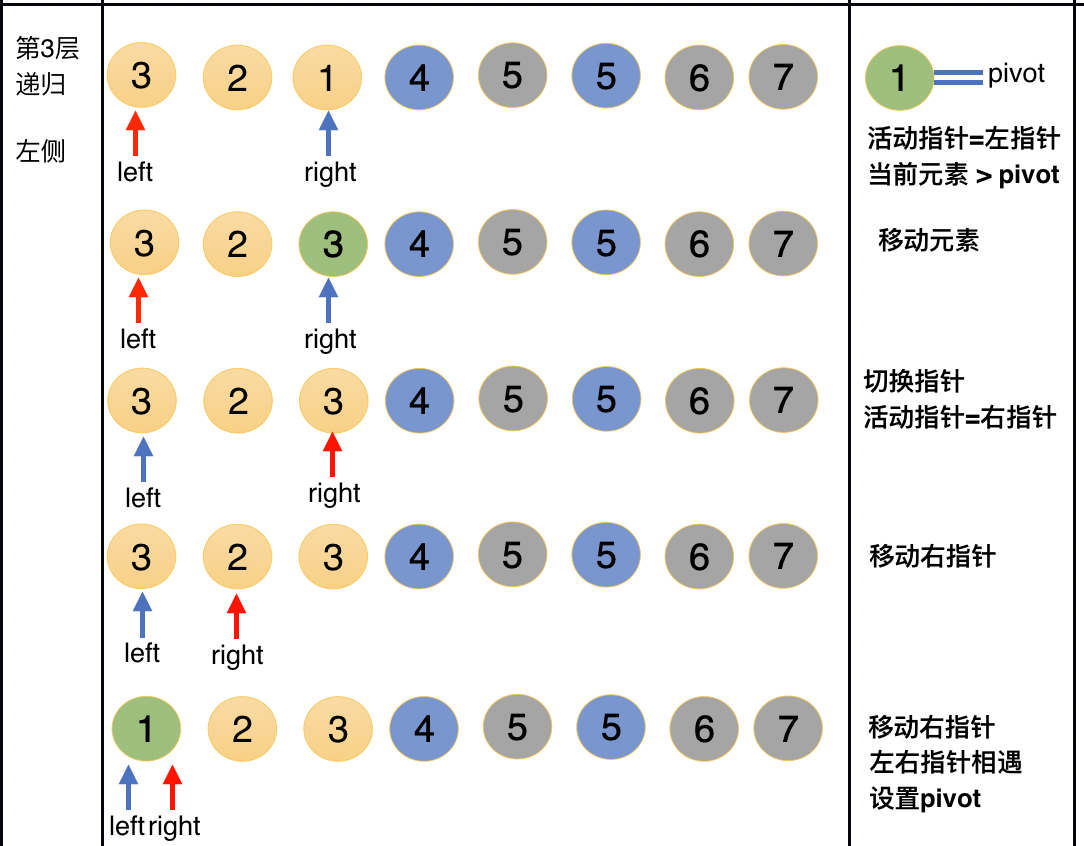 第3层
递归
左侧
3 2 1 4 5 5 6 7
left right
1 pivot
活动指针=左指针
当前元素 > pivot
3 2 3 4 5 5 6 7
left right
移动元素
3 2 3 4 5 5 6 7
left right
切换指针
活动指针=右指针
3 2 3 4 5 5 6 7
left right
移动右指针
1 2 3 4 5 5 6 7
left right
移动右指针
左右指针相遇
设置pivot